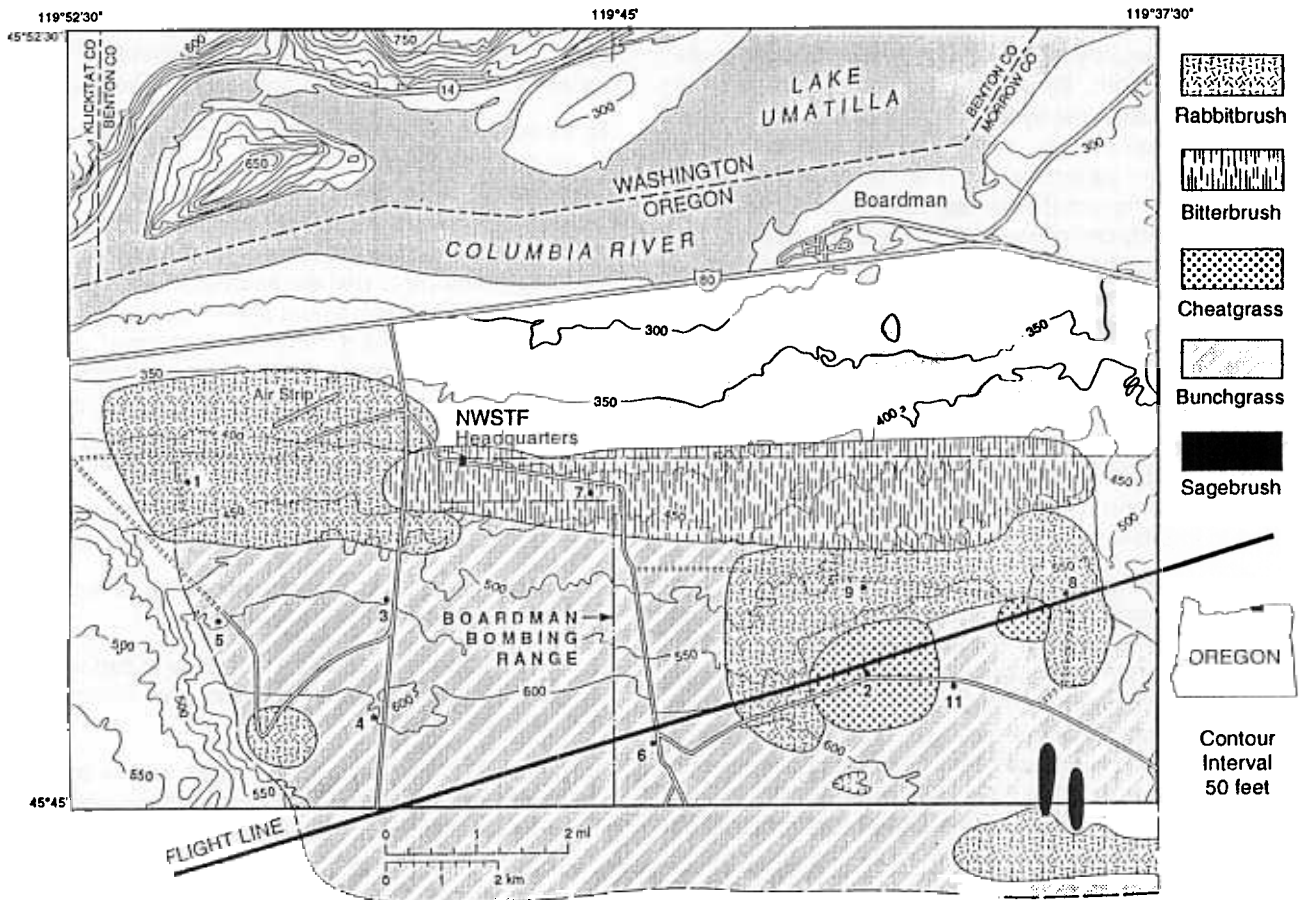 119°52'30"
119°45'
119°37'30"
45°52'30"
KLICKITAT CO
BENTON CO
600
750
14
300
650
LAKE
UMATILLA
BENTON CO
MORROW CO
300
WASHINGTON
OREGON
COLUMBIA RIVER
Boardman
80
300
350
350
400
350
Air Strip
400
NWSTF
Headquarters
1
7
450
450
450
500
500
550
3
5
9
8
BOARDMAN
BOMBING
RANGE
550
500
500
600
600
4
2
11
6
600
550
550
45°45'
FLIGHT LINE
0 1 2 mi
0 1 2 km
Rabbitbrush
Bitterbrush
Cheatgrass
Bunchgrass
Sagebrush
OREGON
Contour
Interval
50 feet